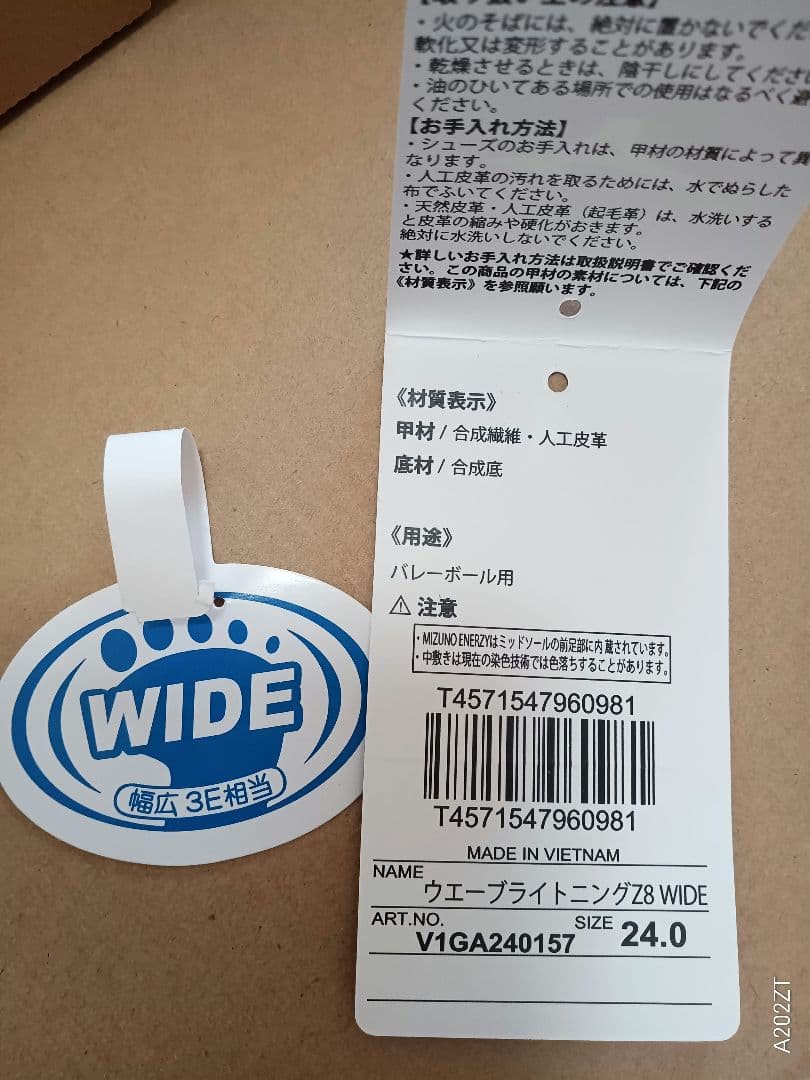 ・火のそばには、絶対に置かないでくだ
軟化又は変形することがあります。
・乾燥させるときは、陰干しにしてくださ
・油のひいてある場所での使用はなるべく避
ください。
【お手入れ方法】
・シューズのお手入れは、甲材の材質によって異
なります。
・人工皮革の汚れを取るためには、水でぬらした
布でふいてください。
・天然皮革・人工皮革（起毛革）は、水洗いする
と皮革の縮みや硬化がおきます。
絶対に水洗いしないでください。
★詳しいお手入れ方法は取扱説明書でご確認くだ
さい。この商品の甲材の素材については、下記の
《材質表示》を参照願います。
《材質表示》
甲材 / 合成繊維・人工皮革
底材 / 合成底
《用途》
バレーボール用
⚠ 注意
・MIZUNO ENERZYはミッドソールの前足部に内蔵されています。
・中敷きは現在の染色技術では色落ちすることがあります。
T4571547960981
T4571547960981
MADE IN VIETNAM
NAME ウエーブライトニングZ8 WIDE
ART.NO. V1GA240157 SIZE 24.0
WIDE
幅広 3E相当
A202ZT